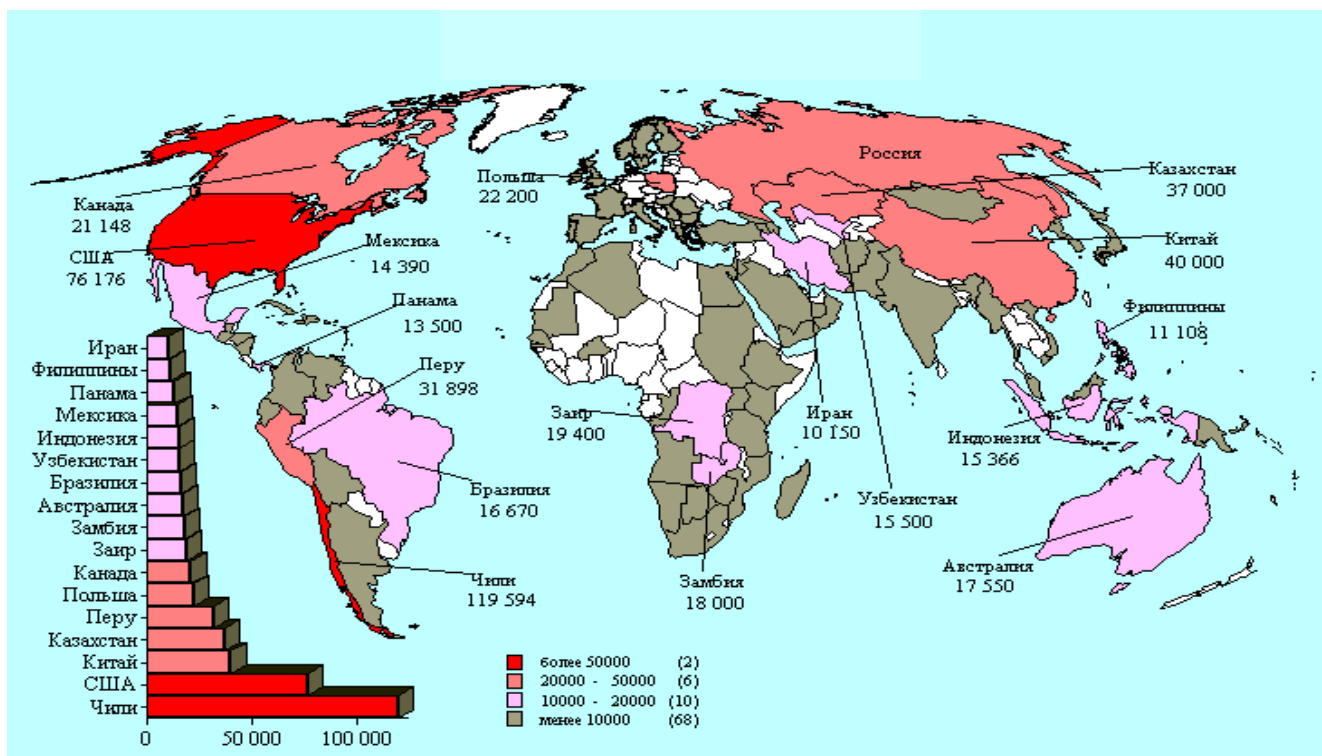 Россия
Казахстан
37 000
Польша
22 200
Канада
21 148
США
76 176
Мексика
14 390
Китай
40 000
Панама
13 500
Филиппины
11 108
Перу
31 898
Заир
19 400
Иран
10 150
Индонезия
15 366
Бразилия
16 670
Узбекистан
15 500
Чили
119 594
Замбия
18 000
Австралия
17 550
Иран
Филиппины
Панама
Мексика
Индонезия
Узбекистан
Бразилия
Австралия
Замбия
Заир
Канада
Польша
Перу
Казахстан
Китай
США
Чили
0 50 000 100 000
более 50000 (2)
20000 - 50000 (6)
10000 - 20000 (10)
менее 10000 (68)